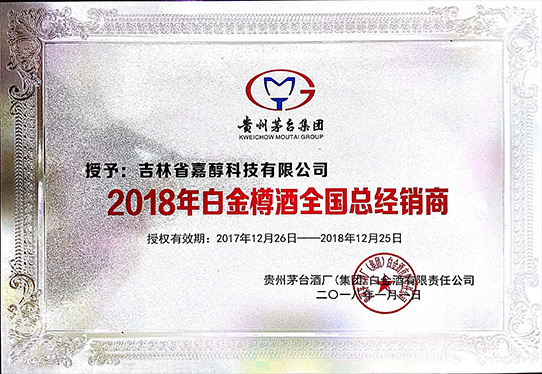 贵州茅台集团
KWEICHOW MOUTAI GROUP
授予：吉林省嘉醇科技有限公司
2018年白金樽酒全国总经销商
授权有效期：2017年12月26日——2018年12月25日
贵州茅台酒厂(集团)白金酒有限责任公司
二〇一八年一月 日